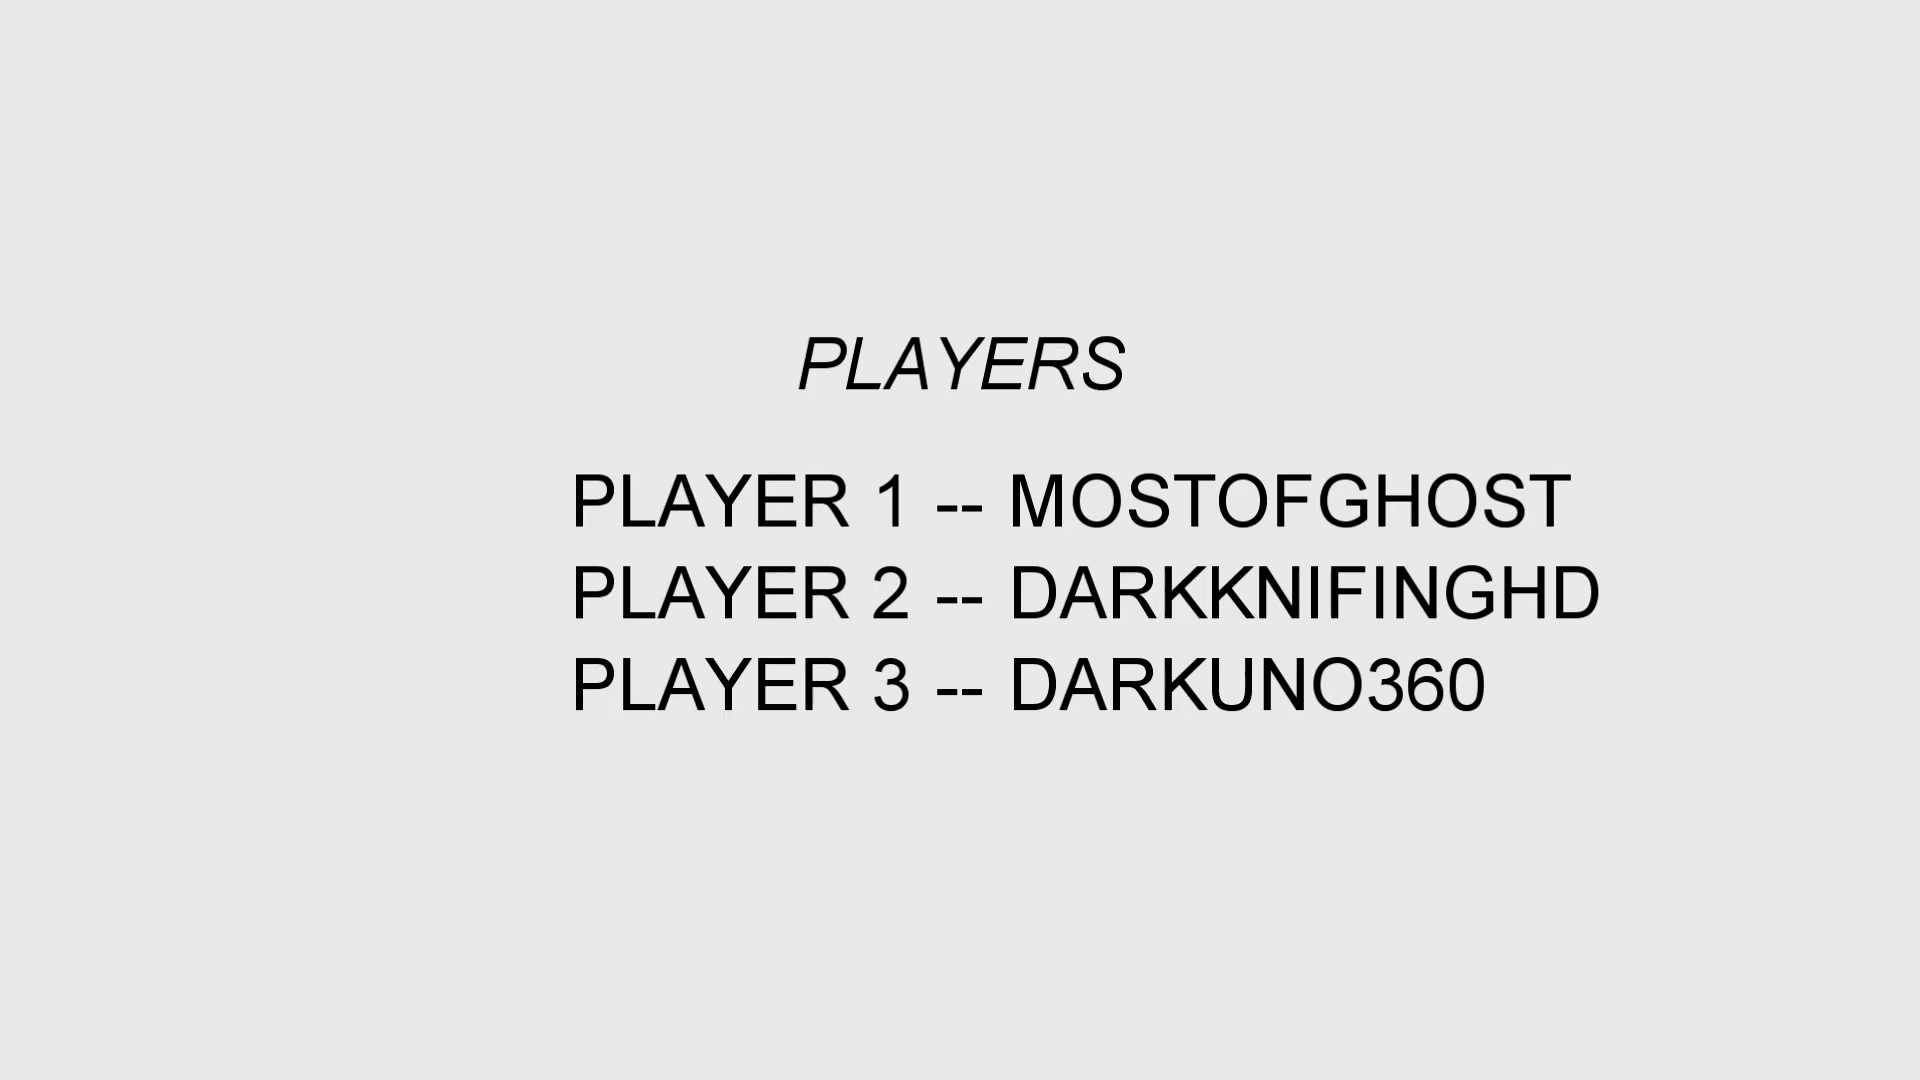 PLAYERS
PLAYER 1 -- MOSTOFGHOST
PLAYER 2 -- DARKKNIFINGHD
PLAYER 3 -- DARKUNO360